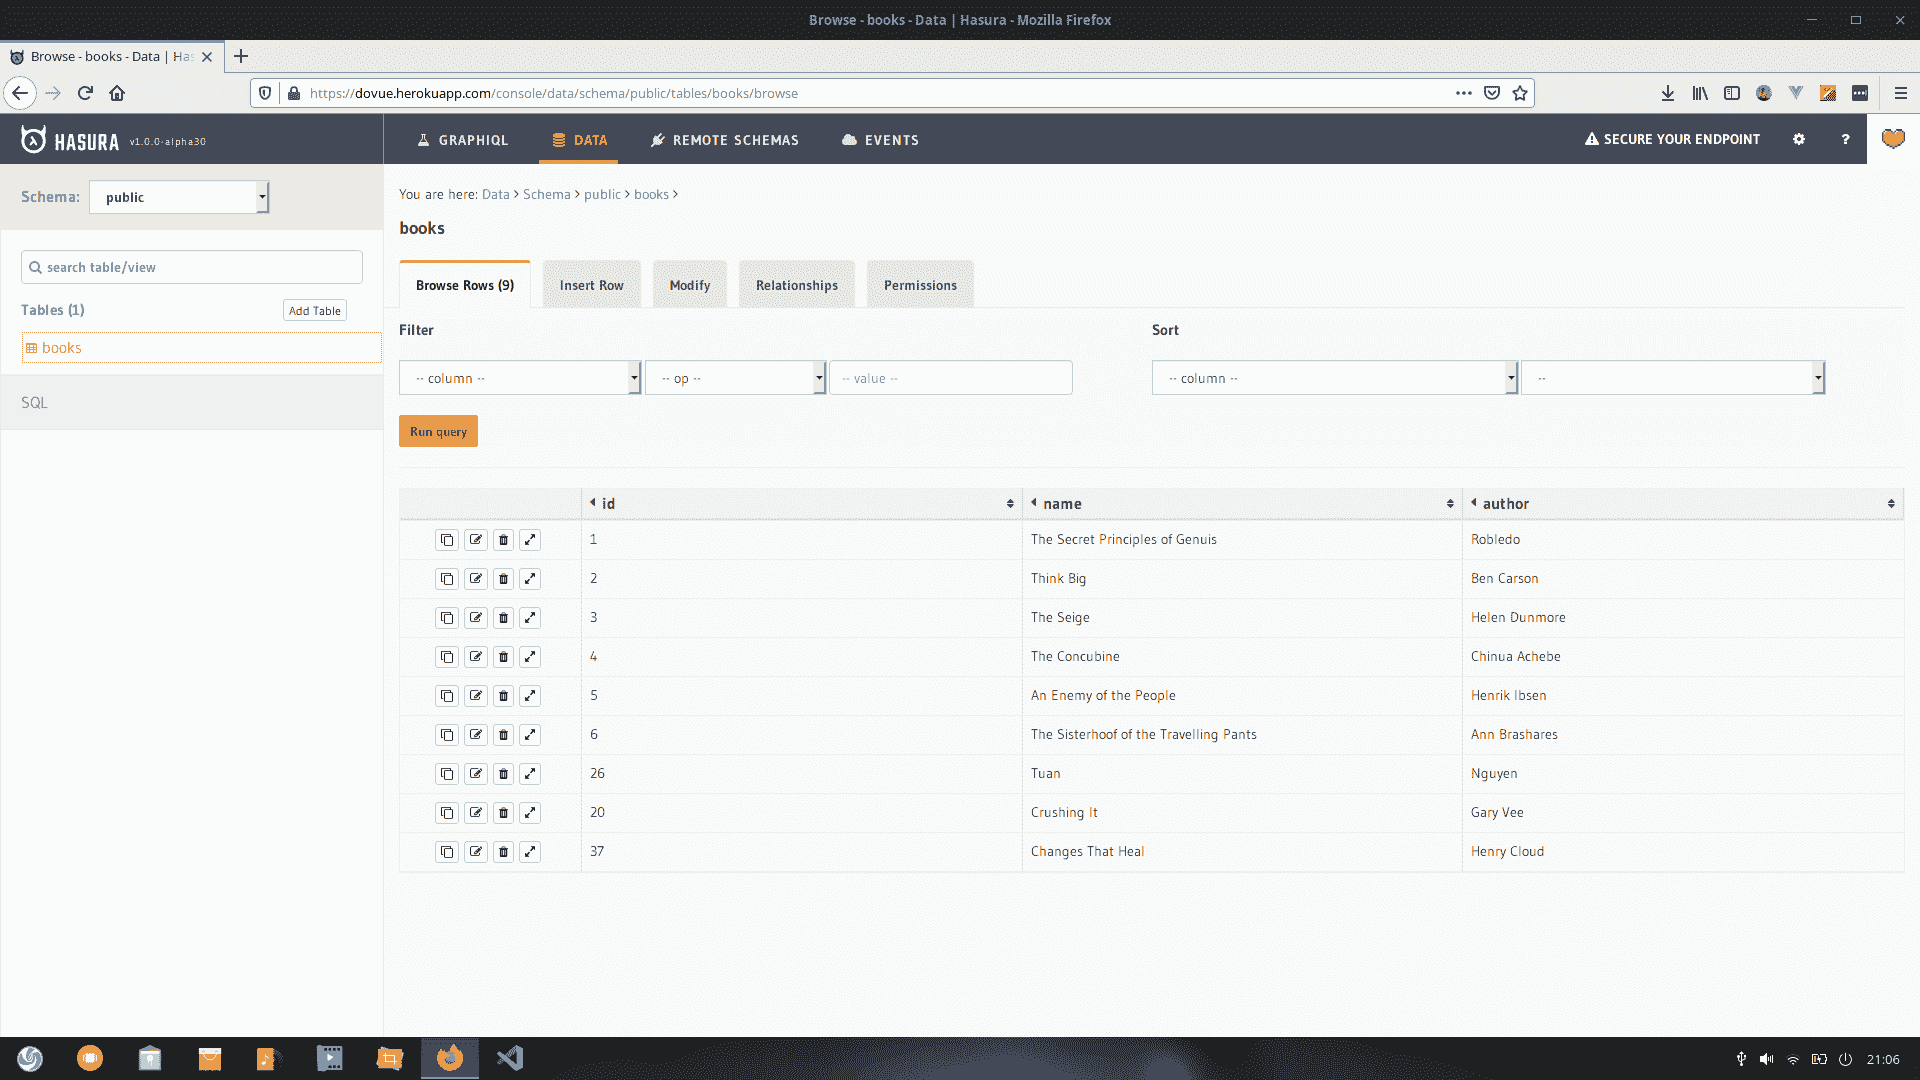 Browse - books - Data | Hasura - Mozilla Firefox
Browse - books - Data | Has
https://dovue.herokuapp.com/console/data/schema/public/tables/books/browse
HASURA v1.0.0-alpha30
GRAPHIQL DATA REMOTE SCHEMAS EVENTS SECURE YOUR ENDPOINT ?
Schema: public
You are here: Data > Schema > public > books >
books
search table/view
Browse Rows (9) Insert Row Modify Relationships Permissions
Tables (1) Add Table
Filter Sort
books
-- column -- -- op -- -- value -- -- column -- --
SQL
Run query
id name author
1 The Secret Principles of Genuis Robledo
2 Think Big Ben Carson
3 The Seige Helen Dunmore
4 The Concubine Chinua Achebe
5 An Enemy of the People Henrik Ibsen
6 The Sisterhoof of the Travelling Pants Ann Brashares
26 Tuan Nguyen
20 Crushing It Gary Vee
37 Changes That Heal Henry Cloud
21:06